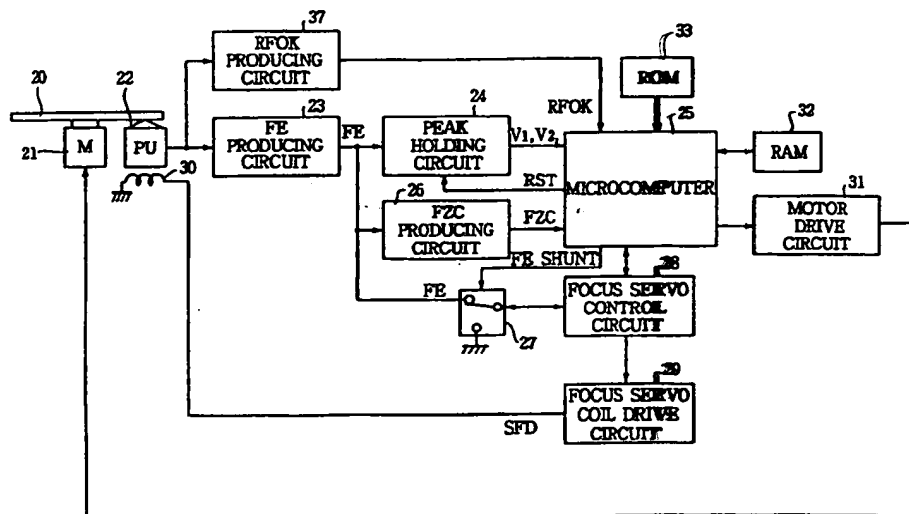 37
RFOK
PRODUCING
CIRCUIT
33
ROM
20
22
23
24
RFOK
25
32
FE
PRODUCING
CIRCUIT
FE
PEAK
HOLDING
CIRCUIT
V1,V2,
RAM
21
M
PU
RST
MICROCOMPUTER
31
30
26
FZC
PRODUCING
CIRCUIT
FZC
MOTOR
DRIVE
CIRCUIT
FE SHUNT
28
FE
FOCUS SERVO
CONTROL
CIRCUIT
27
29
FOCUS SERVO
COIL DRIVE
CIRCUIT
SFD